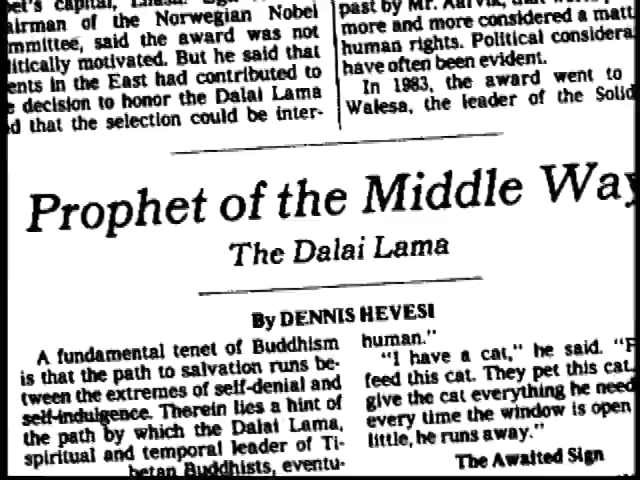 bet's capital, Lhasa.
airman of the Norwegian Nobel
mmittee, said the award was not
litically motivated. But he said that
ents in the East had contributed to
e decision to honor the Dalai Lama
d that the selection could be inter-
past by Mr. Aarvik, that
more and more considered a matt
human rights. Political considera
have often been evident.
In 1983, the award went to
Walesa, the leader of the Solid
Prophet of the Middle Way
The Dalai Lama
By DENNIS HEVESI
A fundamental tenet of Buddhism
is that the path to salvation runs be-
tween the extremes of self-denial and
self-indulgence. Therein lies a hint of
the path by which the Dalai Lama,
spiritual and temporal leader of Ti-
betan Buddhists, eventu-
human."
"I have a cat," he said. "F
feed this cat. They pet this cat.
give the cat everything he need
every time the window is open
little, he runs away."
The Awaited Sign